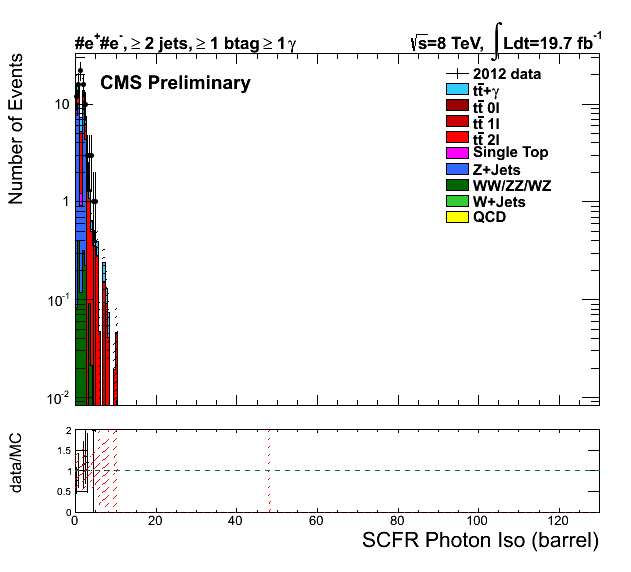 #e+#e-, ≥ 2 jets, ≥ 1 btag ≥ 1 γ
√s=8 TeV, ∫ Ldt=19.7 fb-1
CMS Preliminary
2012 data
tt̄+γ
tt̄ 0l
tt̄ 1l
tt̄ 2l
Single Top
Z+Jets
WW/ZZ/WZ
W+Jets
QCD
Number of Events
10
1
10-1
10-2
data/MC
2
1.5
1
0.5
0
0 20 40 60 80 100 120
SCFR Photon Iso (barrel)